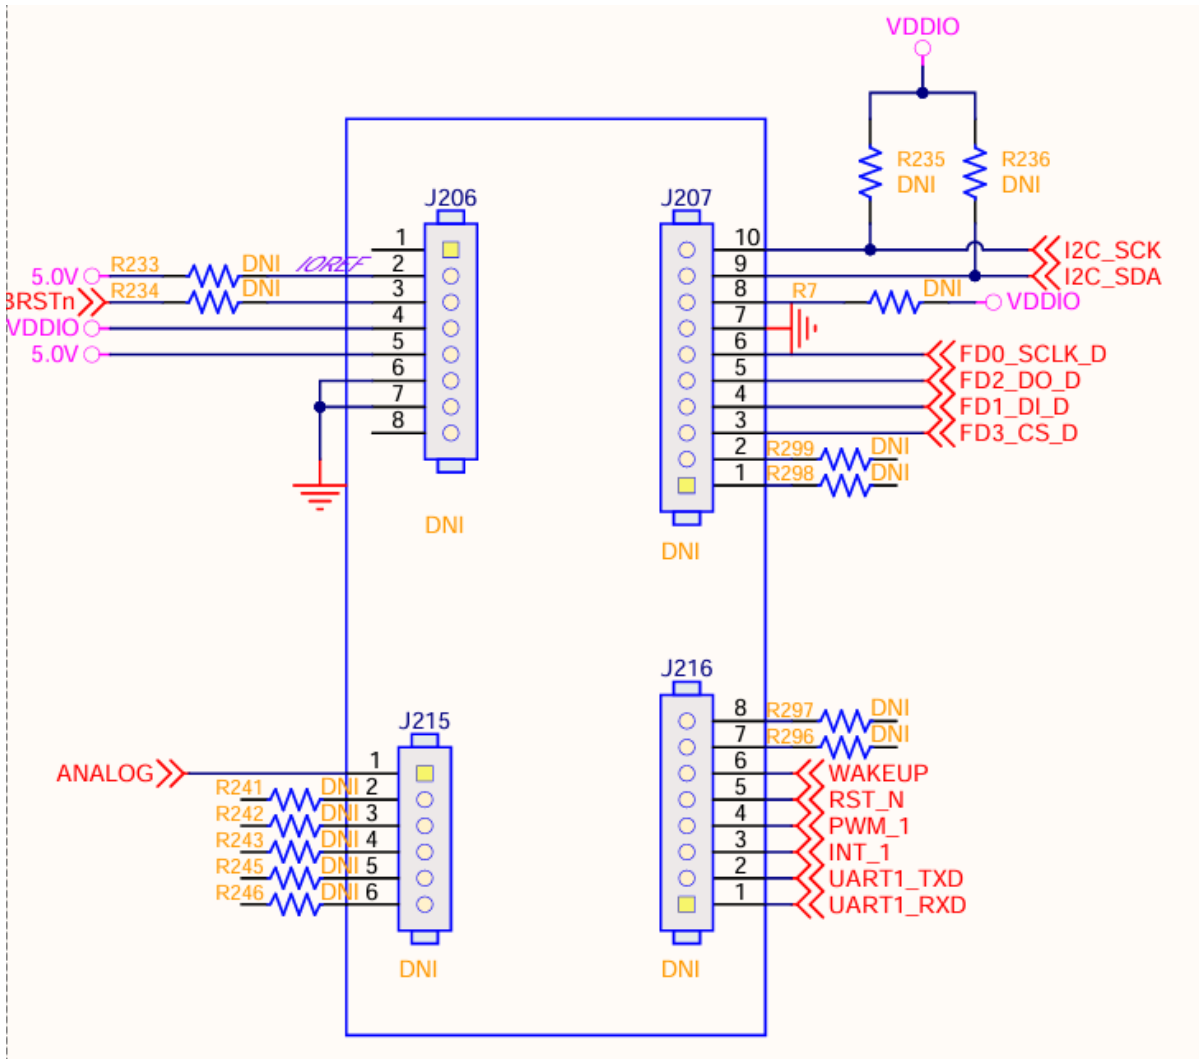 VDDIO
R235 R236
DNI DNI
J206 J207
1 10 I2C_SCK
R233 DNI IOREF 2 9 I2C_SDA
5.0V
R234 DNI 3 8 R7 DNI VDDIO
BRSTn
VDDIO 4 7
5.0V 5 6 FD0_SCLK_D
6 5 FD2_DO_D
7 4 FD1_DI_D
8 3 FD3_CS_D
2 R299 DNI
1 R298 DNI
DNI
DNI
J216
8 R297 DNI
J215 7 R296 DNI
ANALOG 1 6 WAKEUP
R241 DNI 2 5 RST_N
R242 DNI 3 4 PWM_1
R243 DNI 4 3 INT_1
R245 DNI 5 2 UART1_TXD
R246 DNI 6 1 UART1_RXD
DNI DNI